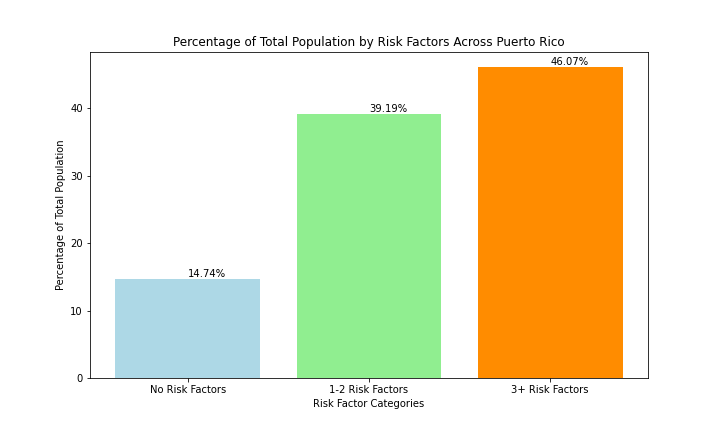 Percentage of Total Population by Risk Factors Across Puerto Rico
46.07%
39.19%
14.74%
Percentage of Total Population
40
30
20
10
0
No Risk Factors
1-2 Risk Factors
3+ Risk Factors
Risk Factor Categories